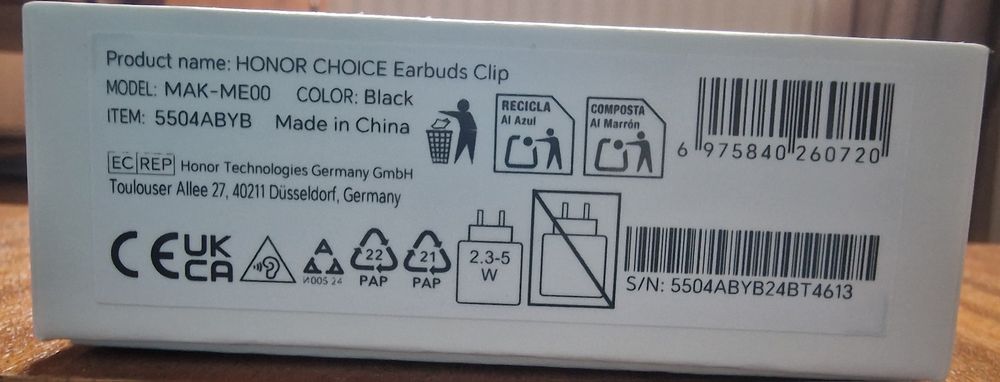 Product name: HONOR CHOICE Earbuds Clip
MODEL: MAK-ME00 COLOR: Black
ITEM: 5504ABYB Made in China
EC REP Honor Technologies Germany GmbH
Toulouser Allee 27, 40211 Düsseldorf, Germany
RECICLA
Al Azul
COMPOSTA
Al Marrón
6 975840 260720
CE UK
CA
И005 24
22
PAP
21
PAP
2.3-5
W
S/N: 5504ABYB24BT4613